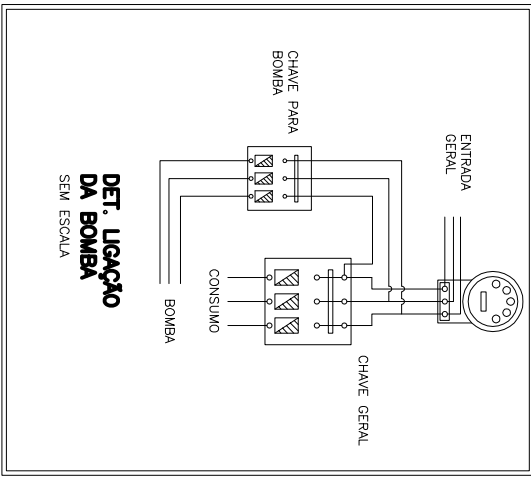 ENTRADA
GERAL
CHAVE PARA
BOMBA
CHAVE GERAL
CONSUMO
BOMBA
DET. LIGAÇÃO
DA BOMBA
SEM ESCALA